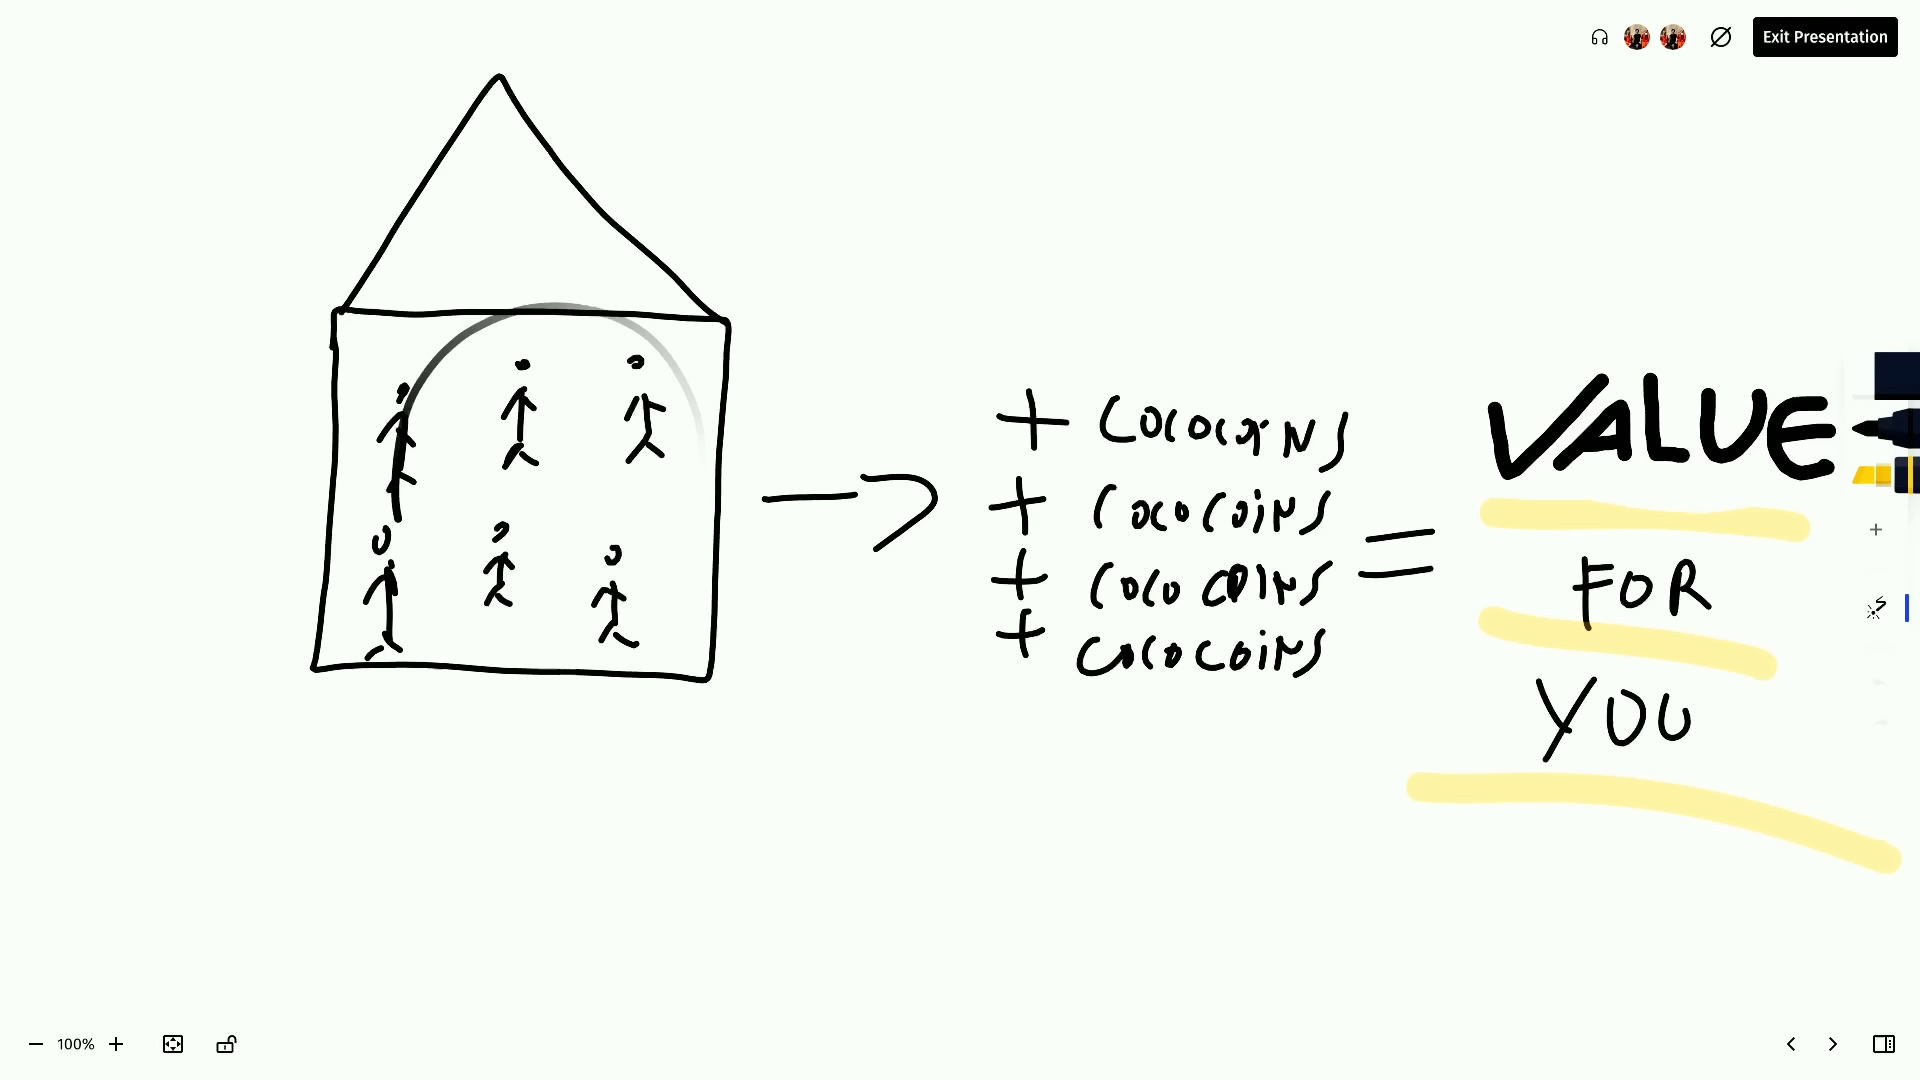 Exit Presentation
+ COCOCOINS
+ COCOCOINS
+ COCOCOINS
+ COCOCOINS
=
VALUE
FOR
YOU
100%